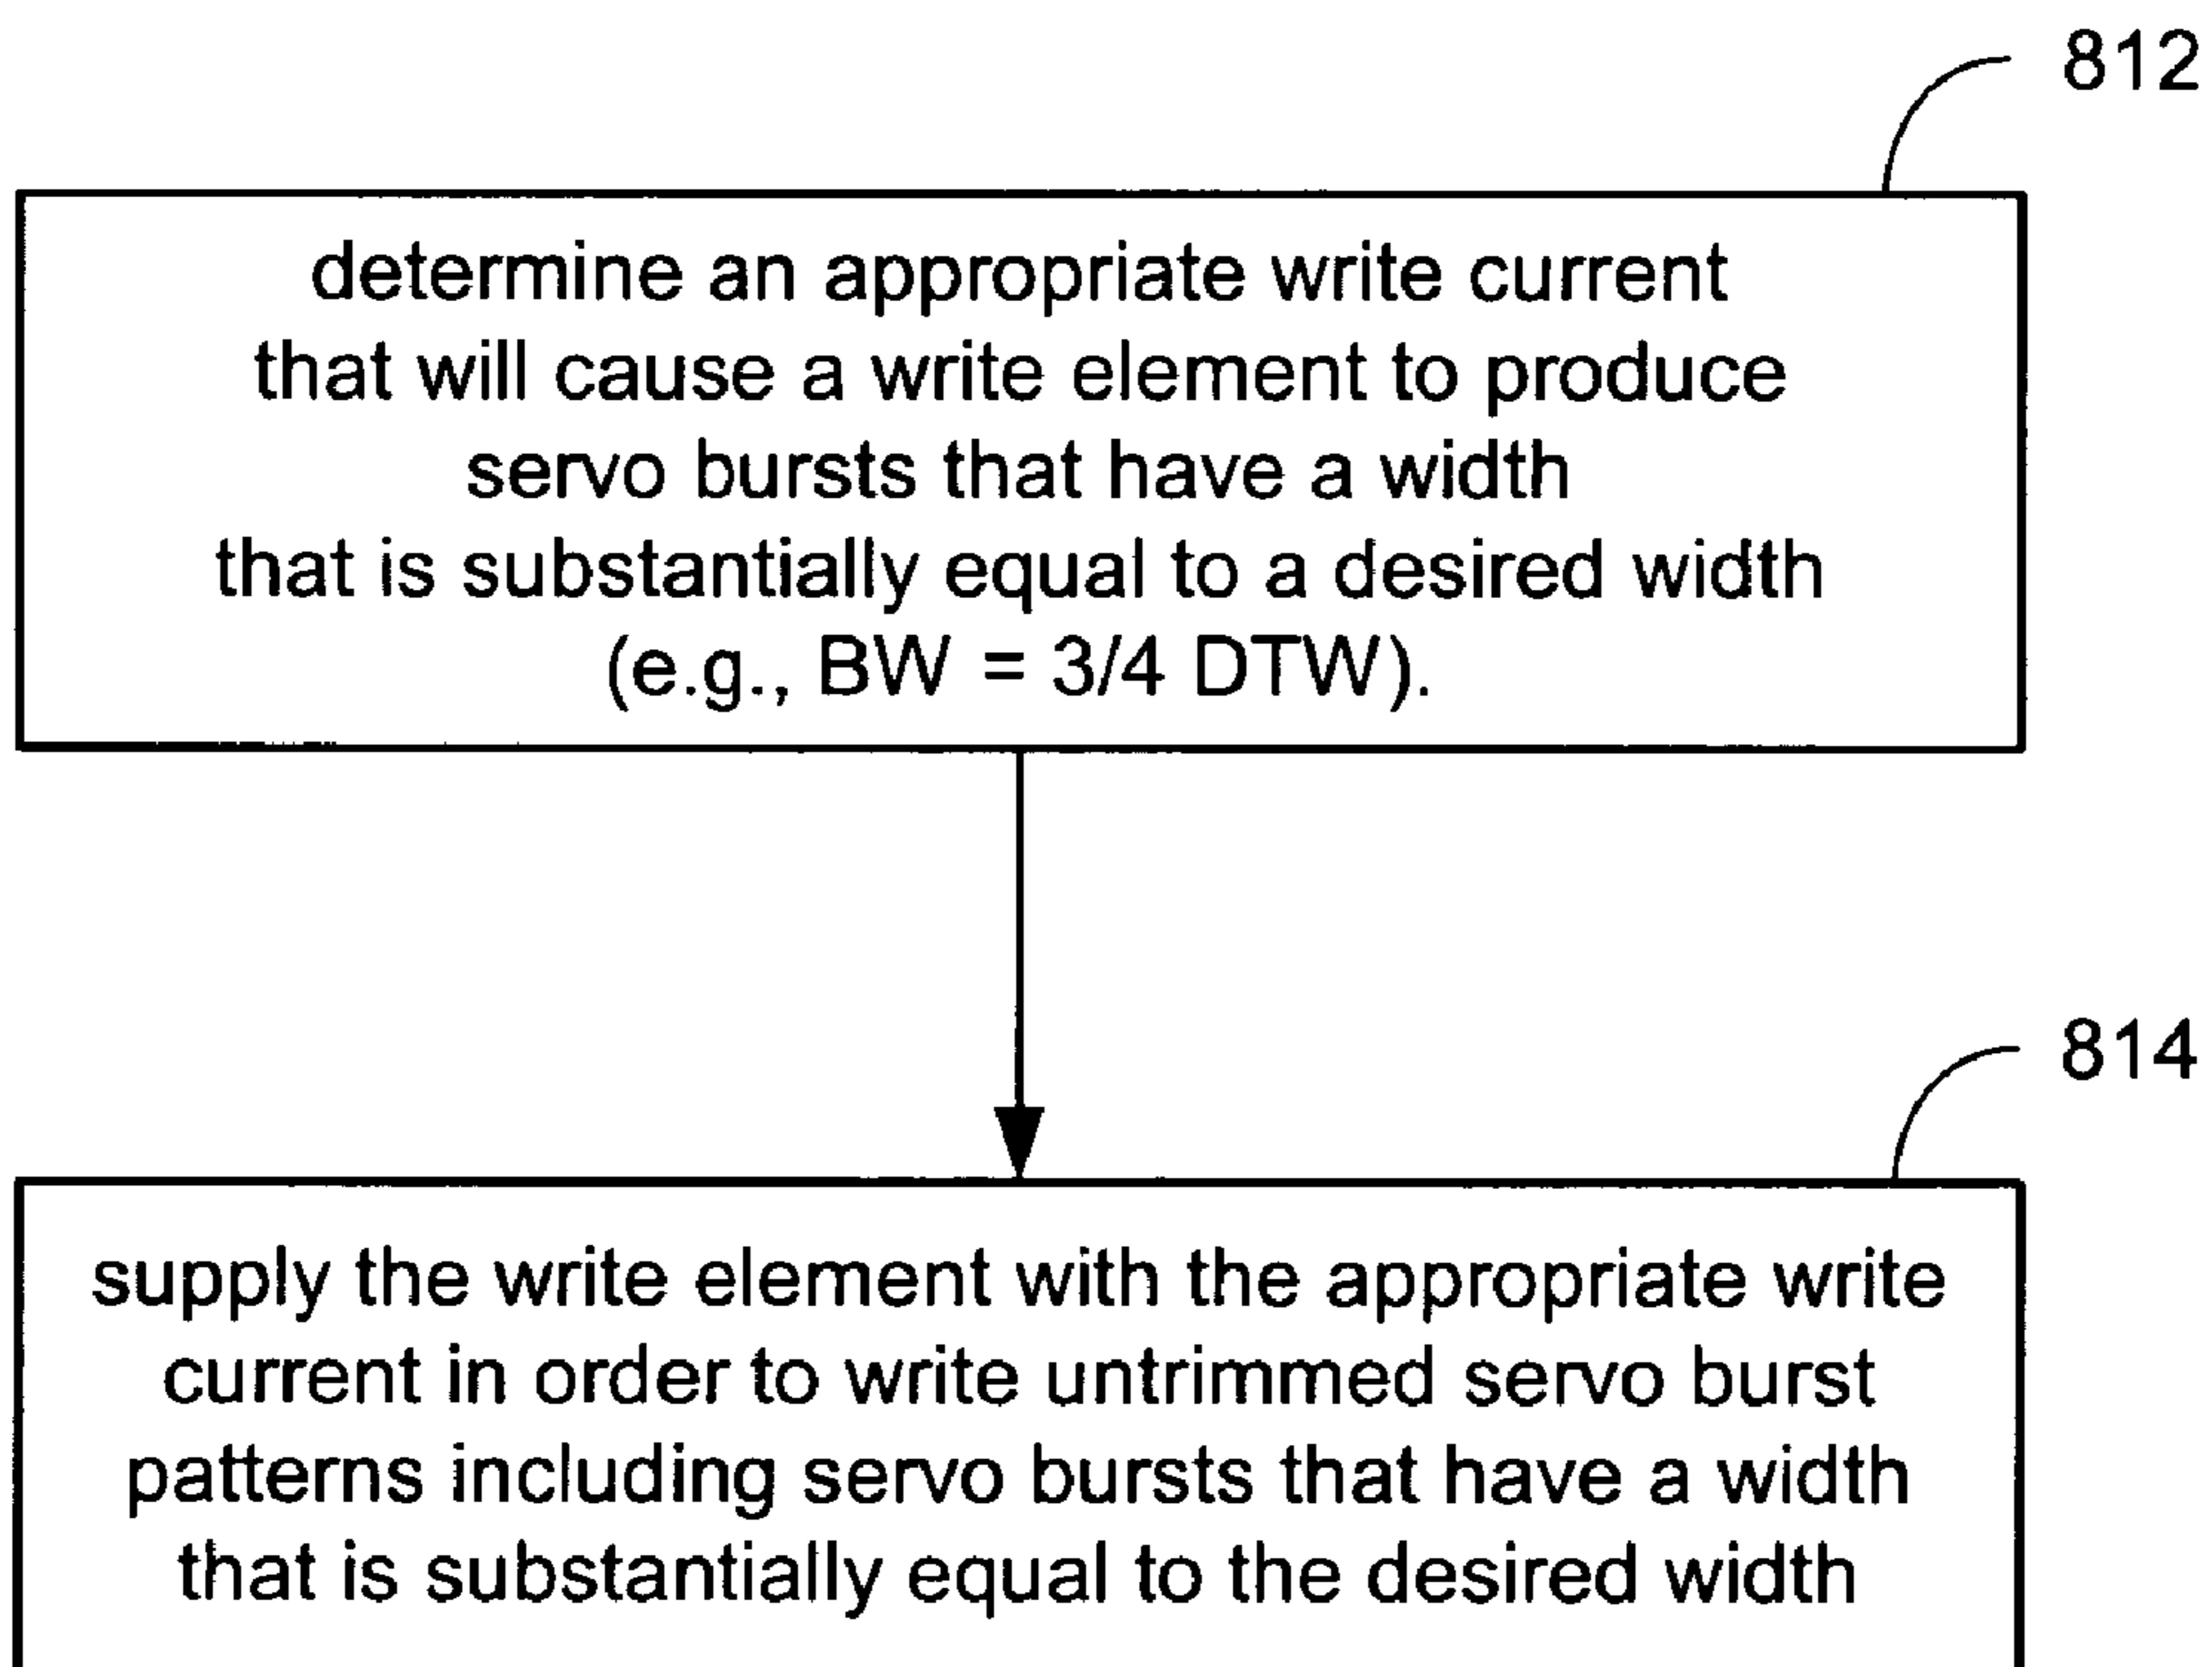 812
determine an appropriate write current
that will cause a write element to produce
servo bursts that have a width
that is substantially equal to a desired width
(e.g., BW = 3/4 DTW).
814
supply the write element with the appropriate write
current in order to write untrimmed servo burst
patterns including servo bursts that have a width
that is substantially equal to the desired width